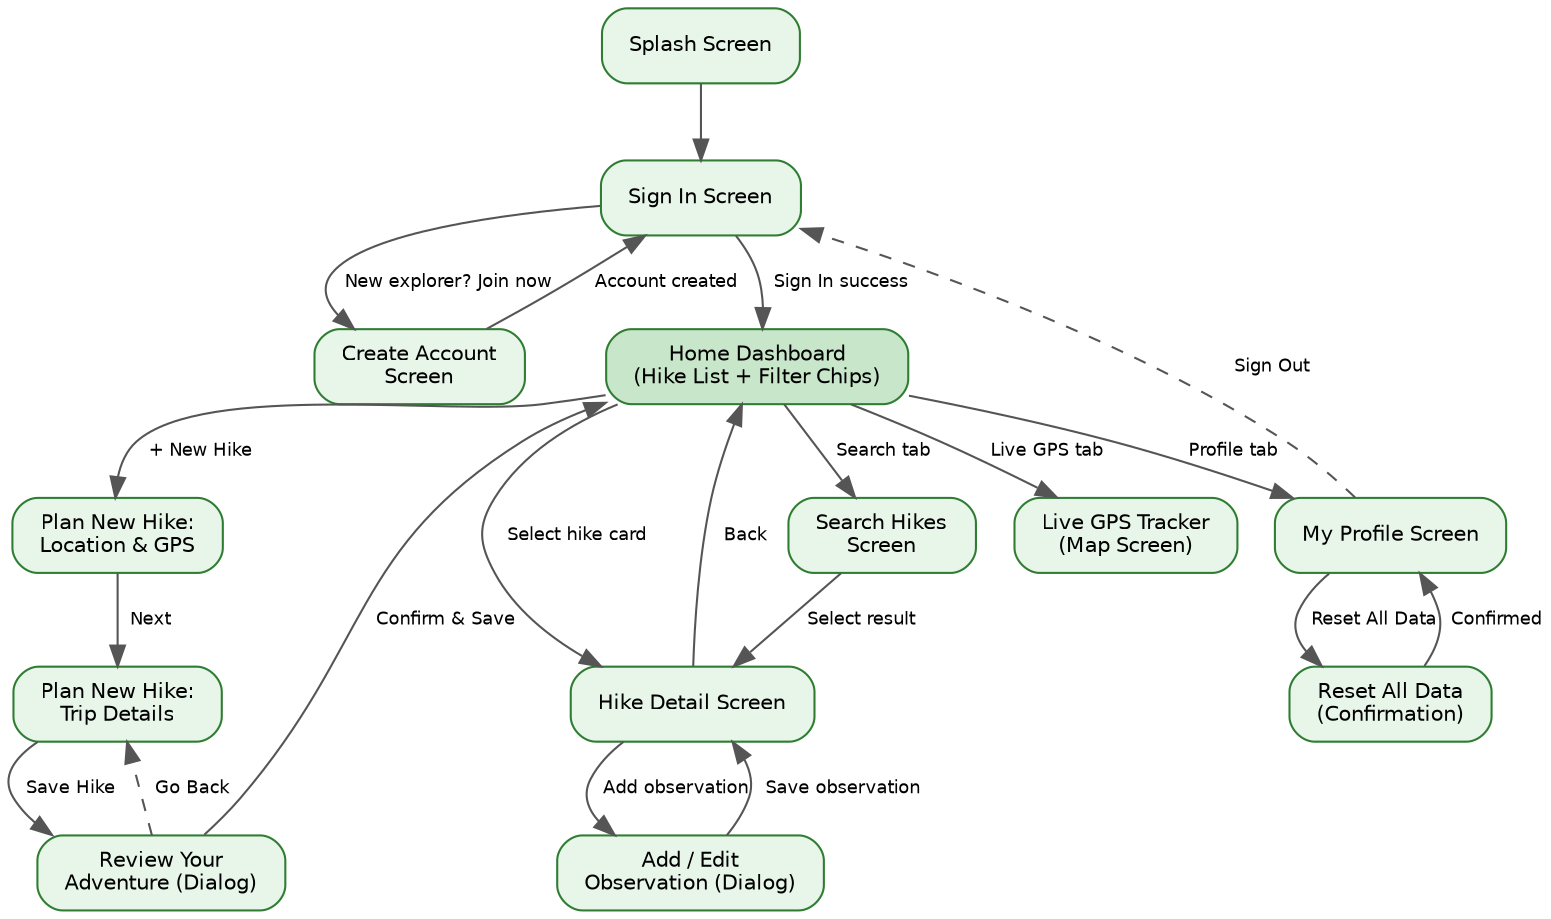 Splash Screen
Sign In Screen
New explorer? Join now
Account created
Sign In success
Create Account
Screen
Home Dashboard
(Hike List + Filter Chips)
Sign Out
+ New Hike
Search tab
Live GPS tab
Profile tab
Plan New Hike:
Location & GPS
Select hike card
Back
Search Hikes
Screen
Live GPS Tracker
(Map Screen)
My Profile Screen
Next
Confirm & Save
Select result
Reset All Data
Confirmed
Plan New Hike:
Trip Details
Hike Detail Screen
Reset All Data
(Confirmation)
Save Hike
Go Back
Add observation
Save observation
Review Your
Adventure (Dialog)
Add / Edit
Observation (Dialog)